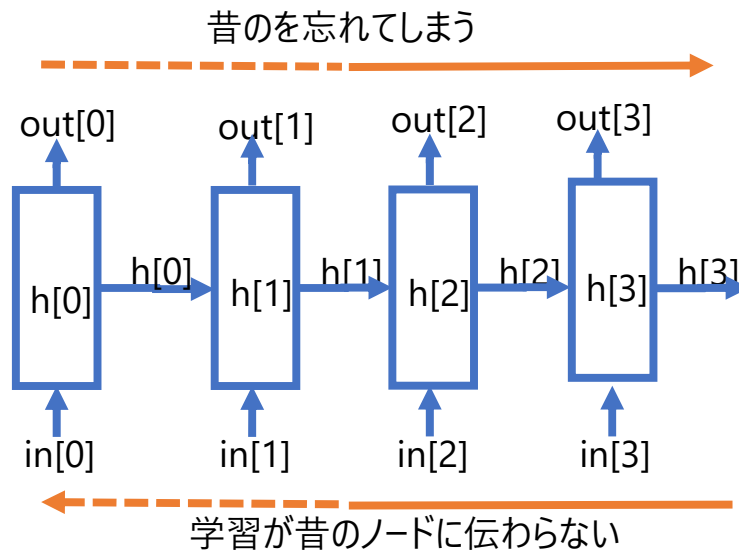 昔のを忘れてしまう
out[0] out[1] out[2] out[3]
h[0] h[1] h[2] h[3]
h[0] h[1] h[2] h[3]
in[0] in[1] in[2] in[3]
学習が昔のノードに伝わらない